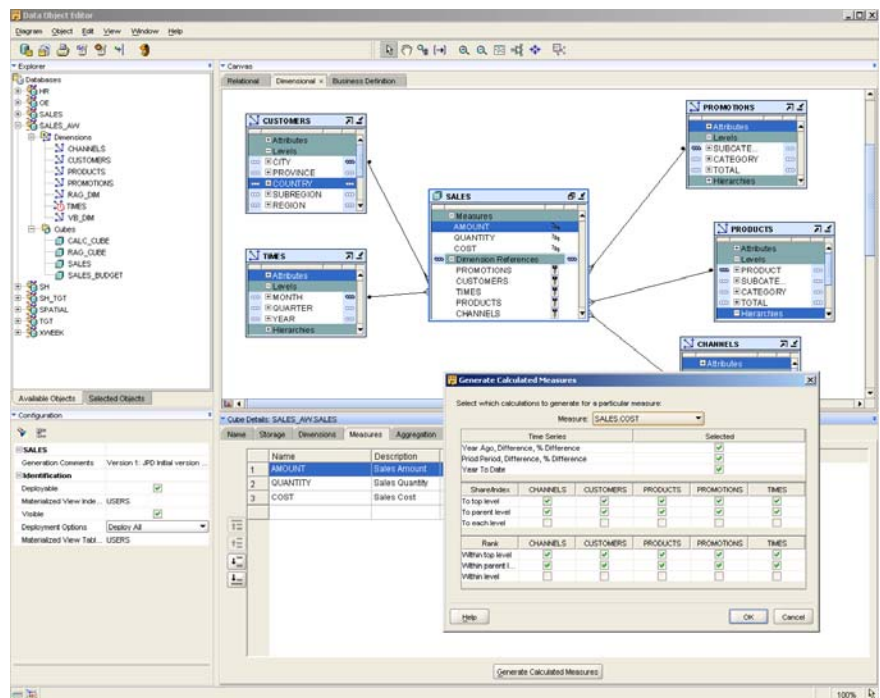 Data Object Editor
Diagram Object Edit View Window Help
Explorer
Databases
HR
OE
SALES
SALES_AW
Dimensions
CHANNELS
CUSTOMERS
PRODUCTS
PROMOTIONS
RAG_DIM
TIMES
VB_DIM
Cubes
CALC_CUBE
RAG_CUBE
SALES
SALES_BUDGET
SH
SH_TGT
SPATIAL
TGT
XWEEK
Available Objects Selected Objects
Canvas
Relational Dimensional × Business Definition
CUSTOMERS
Attributes
Levels
CITY
PROVINCE
COUNTRY
SUBREGION
REGION
TIMES
Attributes
Levels
MONTH
QUARTER
YEAR
Hierarchies
SALES
Measures
AMOUNT
QUANTITY
COST
Dimension References
PROMOTIONS
CUSTOMERS
TIMES
PRODUCTS
CHANNELS
PROMOTIONS
Attributes
Levels
SUBCATE...
CATEGORY
TOTAL
Hierarchies
PRODUCTS
Attributes
Levels
PRODUCT
SUBCATE...
CATEGORY
TOTAL
Hierarchies
CHANNELS
Attributes
Configuration
SALES
Generation Comments Version 1: JPD Initial version ...
Identification
Deployable
Materialized View Inde... USERS
Visible
Deployment Options Deploy All
Materialized View Tabl... USERS
Cube Details: SALES_AW.SALES
Name Storage Dimensions Measures Aggregation
Name Description
1 AMOUNT Sales Amount
2 QUANTITY Sales Quantity
3 COST Sales Cost
Generate Calculated Measures
Generate Calculated Measures
Select which calculations to generate for a particular measure:
Measure: SALES.COST
Time Series Selected
Year Ago, Difference, % Difference
Priod Period, Difference, % Difference
Year To Date
Share/Index CHANNELS CUSTOMERS PRODUCTS PROMOTIONS TIMES
To top level
To parent level
To each level
Rank CHANNELS CUSTOMERS PRODUCTS PROMOTIONS TIMES
Within top level
Within parent l...
Within level
Help OK Cancel
100%